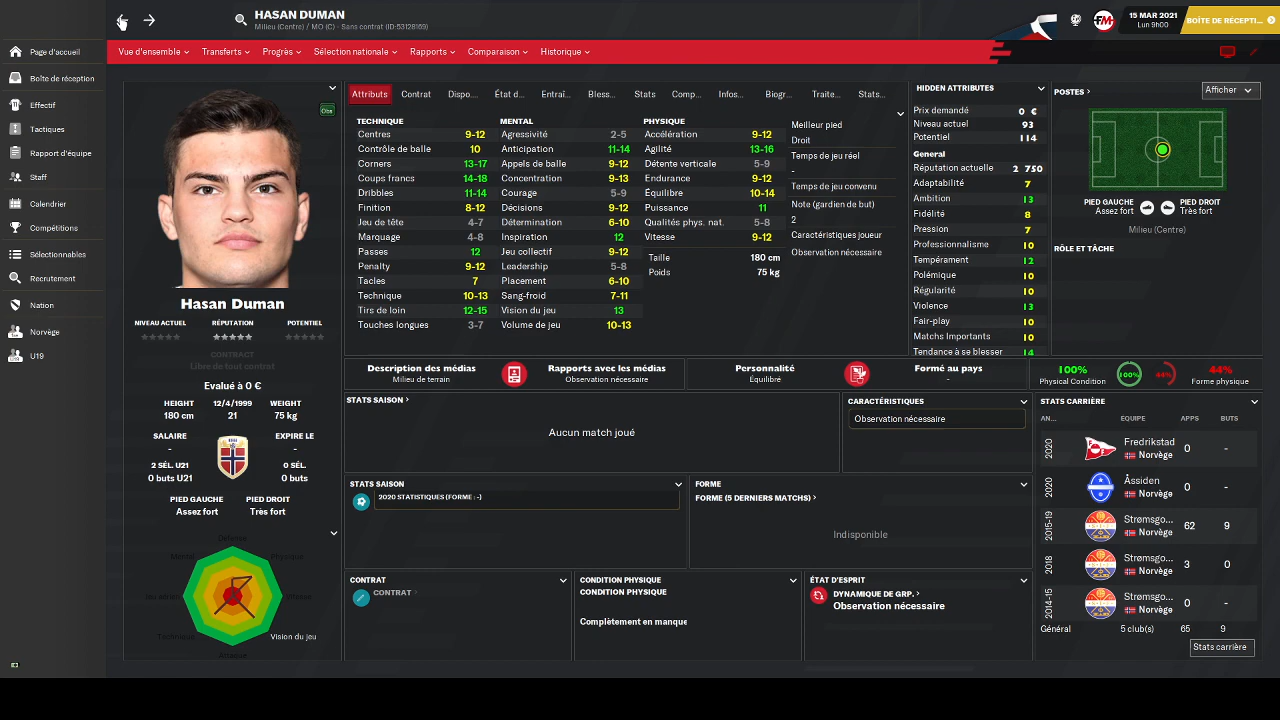 HASAN DUMAN
Milieu (Centre) / MO (C) - Sans contrat (ID:53128169)
15 MAR 2021
Lun 9h00
BOÎTE DE RÉCEPTI...
FM
Page d'accueil
Boîte de réception
Effectif
Tactiques
Rapport d'équipe
Staff
Calendrier
Compétitions
Sélectionnables
Recrutement
Nation
Norvège
U19
Vue d'ensemble
Transferts
Progrès
Sélection nationale
Rapports
Comparaison
Historique
Obs
Hasan Duman
NIVEAU ACTUEL
RÉPUTATION
POTENTIEL
CONTRACT
Libre de tout contrat
Evalué à 0 €
HEIGHT 12/4/1999 WEIGHT
180 cm 21 75 kg
SALAIRE EXPIRE LE
- -
2 SÉL. U21 0 SÉL.
0 buts U21 0 buts
PIED GAUCHE PIED DROIT
Assez fort Très fort
Défense
Mental Physique
Jeu aérien Vitesse
Technique Vision du jeu
Attaque
Attributs Contrat Dispo... État d... Entraî... Bless... Stats Comp... Infos... Biogr... Traite... Stats...
TECHNIQUE
Centres 9-12
Contrôle de balle 10
Corners 13-17
Coups francs 14-18
Dribbles 11-14
Finition 8-12
Jeu de tête 4-7
Marquage 4-8
Passes 12
Penalty 9-12
Tacles 7
Technique 10-13
Tirs de loin 12-15
Touches longues 3-7
MENTAL
Agressivité 2-5
Anticipation 11-14
Appels de balle 9-12
Concentration 9-13
Courage 5-9
Décisions 9-12
Détermination 6-10
Inspiration 12
Jeu collectif 9-12
Leadership 5-8
Placement 6-10
Sang-froid 7-11
Vision du jeu 13
Volume de jeu 10-13
PHYSIQUE
Accélération 9-12
Agilité 13-16
Détente verticale 5-9
Endurance 9-12
Équilibre 10-14
Puissance 11
Qualités phys. nat. 5-8
Vitesse 9-12
Taille 180 cm
Poids 75 kg
Meilleur pied
Droit
Temps de jeu réel
-
Temps de jeu convenu
Note (gardien de but)
2
Caractéristiques joueur
Observation nécessaire
HIDDEN ATTRIBUTES
Prix demandé 0 €
Niveau actuel 93
Potentiel 114
General
Réputation actuelle 2 750
Adaptabilité 7
Ambition 13
Fidélité 8
Pression 7
Professionnalisme 10
Tempérament 12
Polémique 10
Régularité 10
Violence 13
Fair-play 10
Matchs Importants 10
Tendance à se blesser 14
POSTES >
Afficher
PIED GAUCHE PIED DROIT
Assez fort Très fort
Milieu (Centre)
RÔLE ET TÂCHE
Description des médias
Milieu de terrain
Rapports avec les médias
Observation nécessaire
Personnalité
Équilibré
Formé au pays
-
100%
Physical Condition
100%
44%
44%
Forme physique
STATS SAISON >
Aucun match joué
CARACTÉRISTIQUES
Observation nécessaire
STATS SAISON
2020 STATISTIQUES (FORME : -)
FORME
FORME (5 DERNIERS MATCHS) >
Indisponible
CONTRAT
CONTRAT >
CONDITION PHYSIQUE
CONDITION PHYSIQUE
Complètement en manque
ÉTAT D'ESPRIT
DYNAMIQUE DE GRP. >
Observation nécessaire
STATS CARRIÈRE
AN... EQUIPE APPS BUTS
2020 Fredrikstad Norvège 0 -
2020 Åssiden Norvège 0 -
2015-19 Strømsgo... Norvège 62 9
2018 Strømsgo... Norvège 3 0
2014-15 Strømsgo... Norvège 0 -
Général 5 club(s) 65 9
Stats carrière